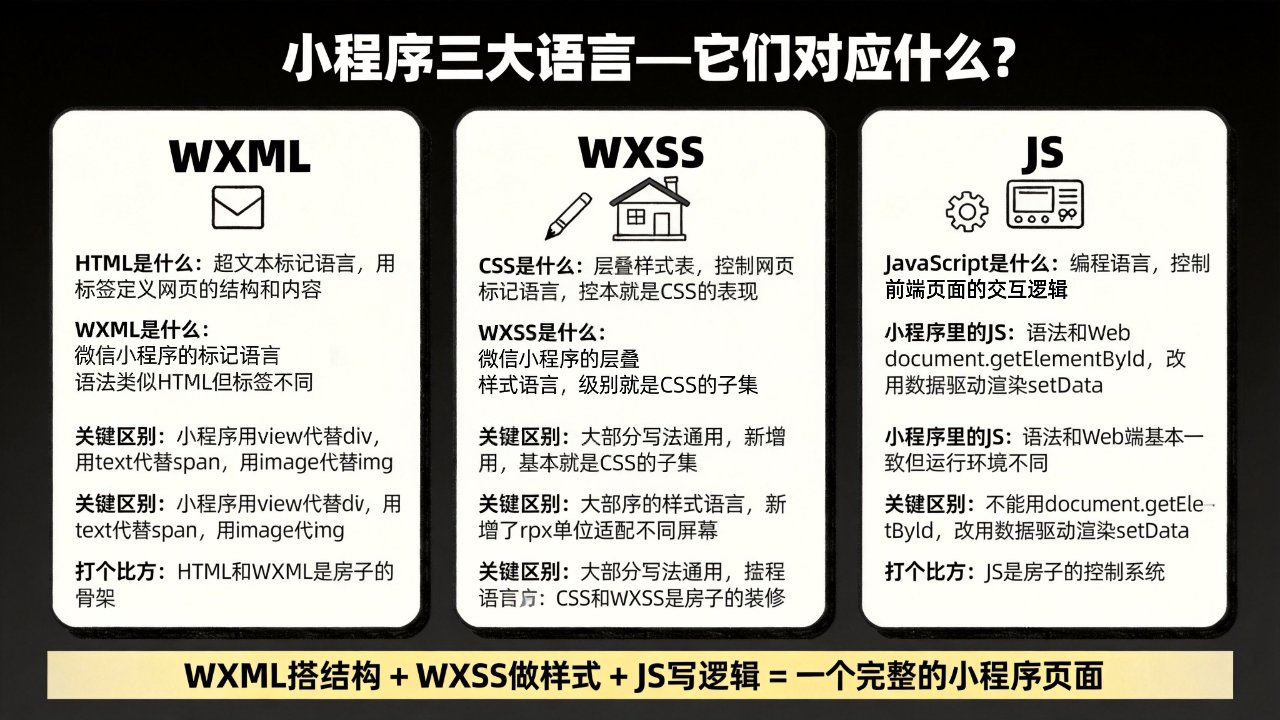 小程序三大语言—它们对应什么？
WXML
HTML是什么：超文本标记语言，用
标签定义网页的结构和内容
WXML是什么：
微信小程序的标记语言
语法类似HTML但标签不同
关键区别：小程序用view代替div，
用text代替span，用image代替img
关键区别：小程序用view代替div，用
text代替span，用image代img
打个比方：HTML和WXML是房子的
骨架
WXSS
CSS是什么：层叠样式表，控制网页
标记语言，控本就是CSS的表现
WXSS是什么：
微信小程序的层叠
样式语言，级别就是CSS的子集
关键区别：大部分写法通用，新增
用，基本就是CSS的子集
关键区别：大部序的样式语言，新
增了rpx单位适配不同屏幕
关键区别：大部分写法通用，程
语言：CSS和WXSS是房子的装修
JS
JavaScript是什么：编程语言，控制
前端页面的交互逻辑
小程序里的JS：语法和Web
document.getElementById，改
用数据驱动渲染setData
小程序里的JS：语法和Web端基本一
致但运行环境不同
关键区别：不能用document.getEle
tById，改用数据驱动渲染setData
打个比方：JS是房子的控制系统
WXML搭结构 + WXSS做样式 + JS写逻辑 = 一个完整的小程序页面